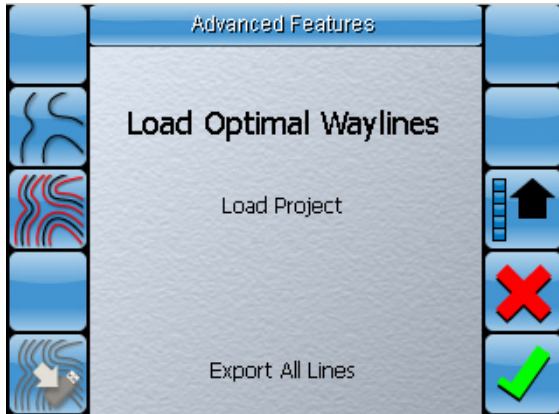 Advanced Features
Load Optimal Waylines
Load Project
Export All Lines